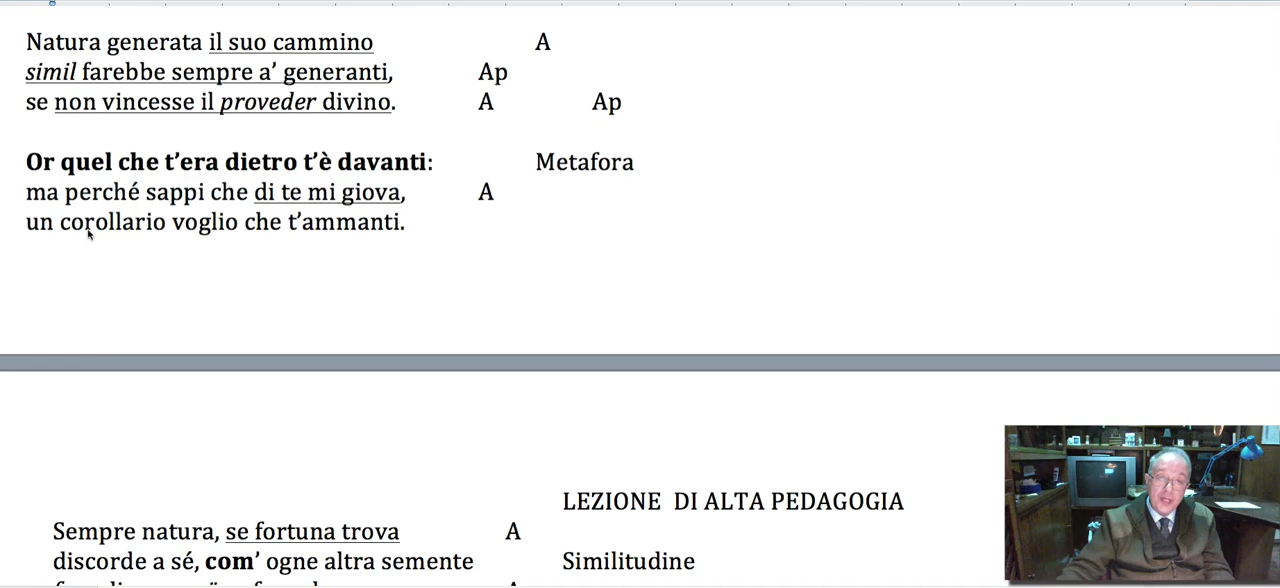 Natura generata il suo cammino A
simil farebbe sempre a’ generanti, Ap
se non vincesse il proveder divino. A Ap
Or quel che t’era dietro t’è davanti: Metafora
ma perché sappi che di te mi giova, A
un corollario voglio che t’ammanti.
LEZIONE DI ALTA PEDAGOGIA
Sempre natura, se fortuna trova A
discorde a sé, com’ ogne altra semente Similitudine